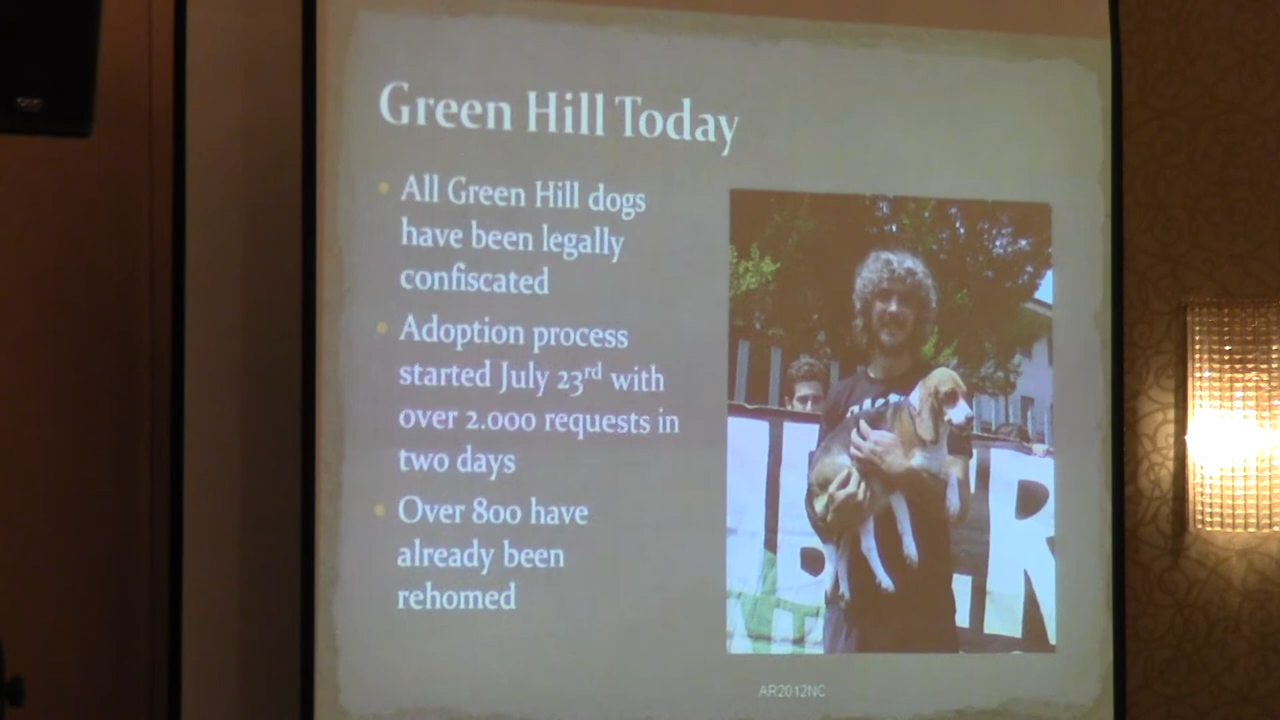 Green Hill Today
All Green Hill dogs
have been legally
confiscated
Adoption process
started July 23rd with
over 2.000 requests in
two days
Over 800 have
already been
rehomed
AR2012NC